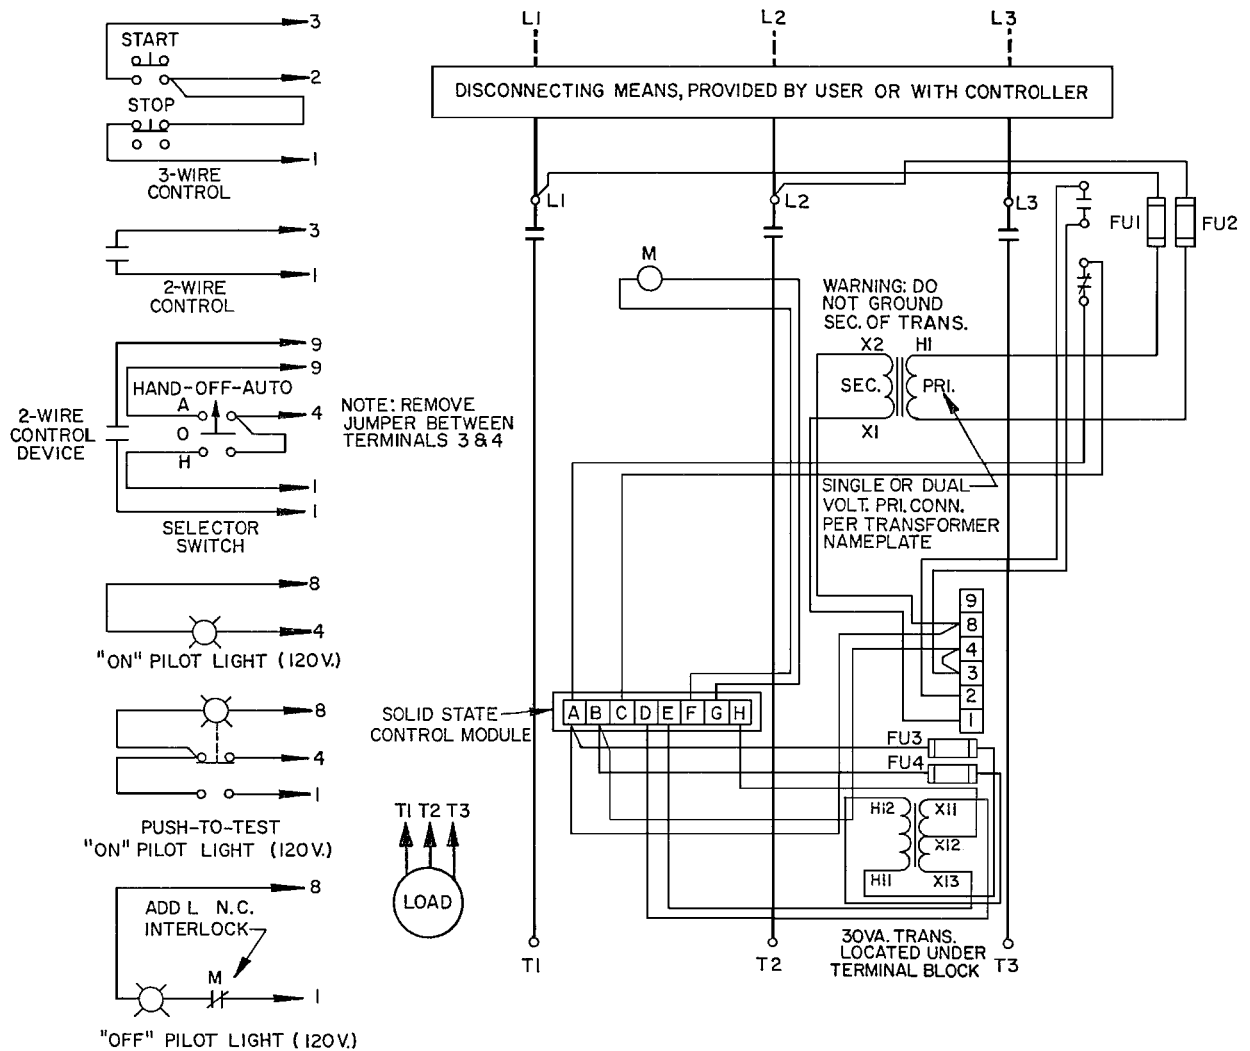 3
START
2
STOP
1
3-WIRE
CONTROL
3
1
2-WIRE
CONTROL
9
9
HAND-OFF-AUTO
A
4
O
H
2-WIRE
CONTROL
DEVICE
NOTE: REMOVE
JUMPER BETWEEN
TERMINALS 3 & 4
1
1
SELECTOR
SWITCH
8
4
"ON" PILOT LIGHT (120V.)
8
4
1
PUSH-TO-TEST
"ON" PILOT LIGHT (120V.)
8
ADD'L N.C.
INTERLOCK
M
1
"OFF" PILOT LIGHT (120V.)
L1 L2 L3
DISCONNECTING MEANS, PROVIDED BY USER OR WITH CONTROLLER
L1 L2 L3
FU1 FU2
M
WARNING: DO
NOT GROUND
SEC. OF TRANS.
X2 H1
SEC. PRI.
X1
SINGLE OR DUAL
VOLT. PRI. CONN.
PER TRANSFORMER
NAMEPLATE
9
8
4
3
2
1
SOLID STATE
CONTROL MODULE
A B C D E F G H
FU3
FU4
H12 X11
X12
H11 X13
T1 T2 T3
LOAD
30VA. TRANS.
LOCATED UNDER
TERMINAL BLOCK
T1 T2 T3